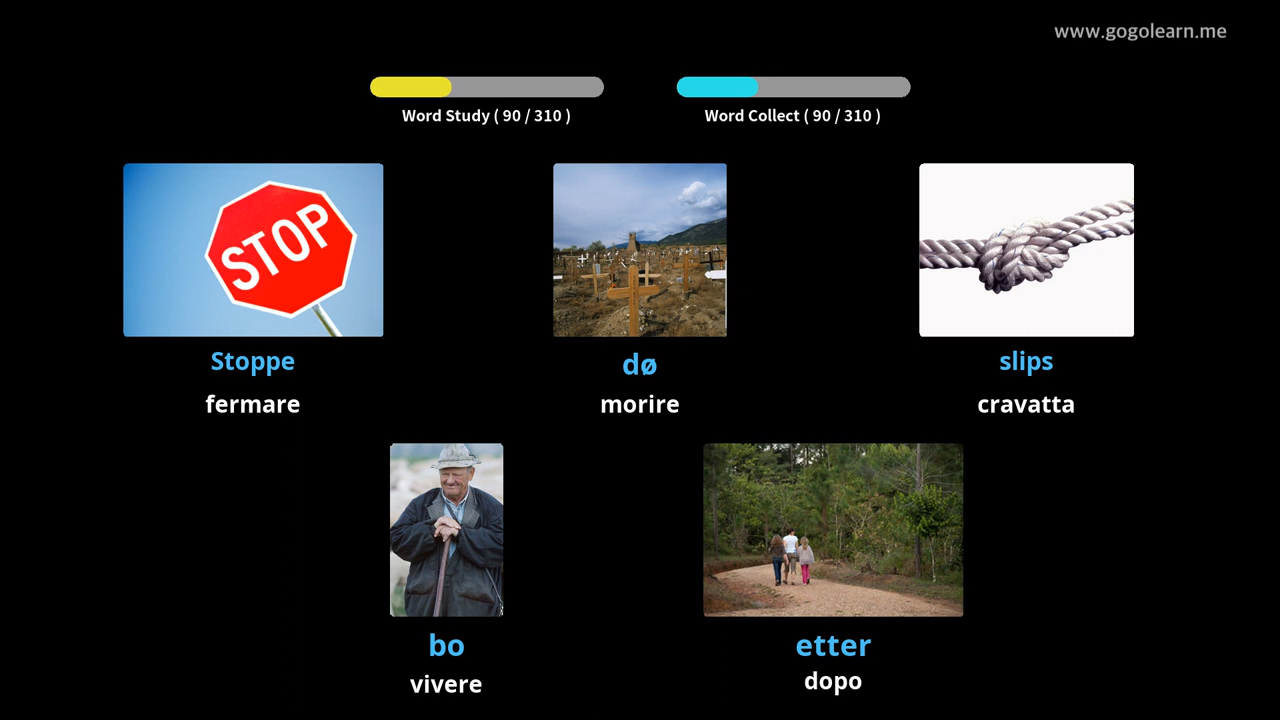 www.gogolearn.me
Word Study ( 90 / 310 )
Word Collect ( 90 / 310 )
STOP
Stoppe
fermare
dø
morire
slips
cravatta
bo
vivere
etter
dopo